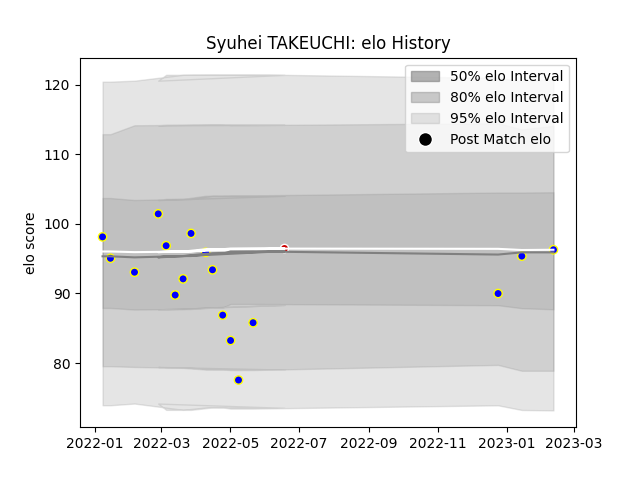 Syuhei TAKEUCHI: elo History
50% elo Interval
80% elo Interval
95% elo Interval
Post Match elo
elo score
120
110
100
90
80
2022-01
2022-03
2022-05
2022-07
2022-09
2022-11
2023-01
2023-03